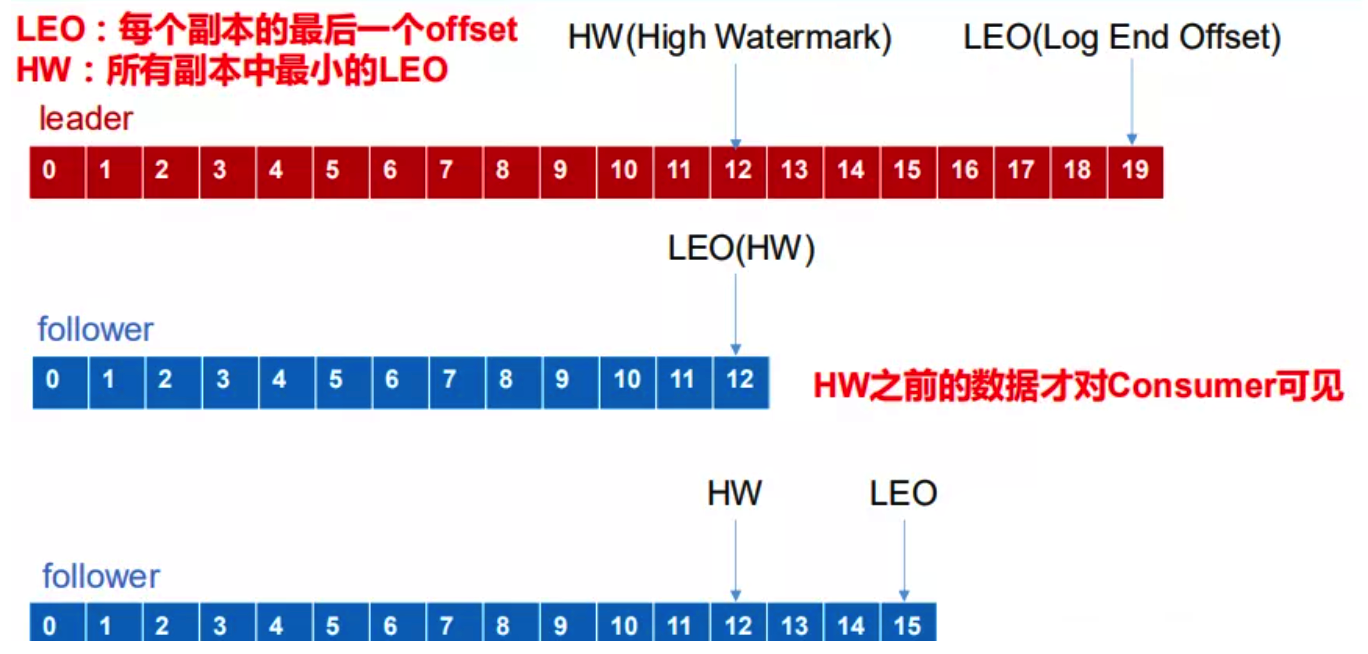 LEO：每个副本的最后一个offset
HW：所有副本中最小的LEO
HW(High Watermark)
LEO(Log End Offset)
leader
0 1 2 3 4 5 6 7 8 9 10 11 12 13 14 15 16 17 18 19
LEO(HW)
follower
0 1 2 3 4 5 6 7 8 9 10 11 12
HW之前的数据才对Consumer可见
HW
LEO
follower
0 1 2 3 4 5 6 7 8 9 10 11 12 13 14 15